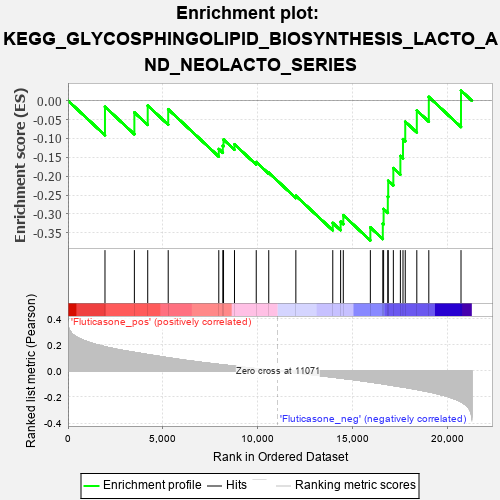 Enrichment plot:
KEGG_GLYCOSPHINGOLIPID_BIOSYNTHESIS_LACTO_A
ND_NEOLACTO_SERIES
Enrichment score (ES)
0.00
-0.05
-0.10
-0.15
-0.20
-0.25
-0.30
-0.35
'Fluticasone_pos' (positively correlated)
Ranked list metric (Pearson)
0.4
0.2
0.0
-0.2
-0.4
Zero cross at 11071
'Fluticasone_neg' (negatively correlated)
0
5,000
10,000
15,000
20,000
Rank in Ordered Dataset
Enrichment profile
Hits
Ranking metric scores